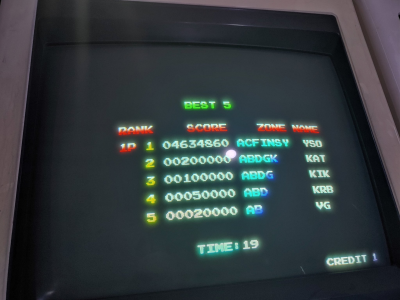 BEST 5
RANK SCORE ZONE NAME
1P 1 04634860 ACFINSY YSO
2 00200000 ABDGK KAT
3 00100000 ABDG KIK
4 00050000 ABD KRB
5 00020000 AB YG
TIME:19
CREDIT 1